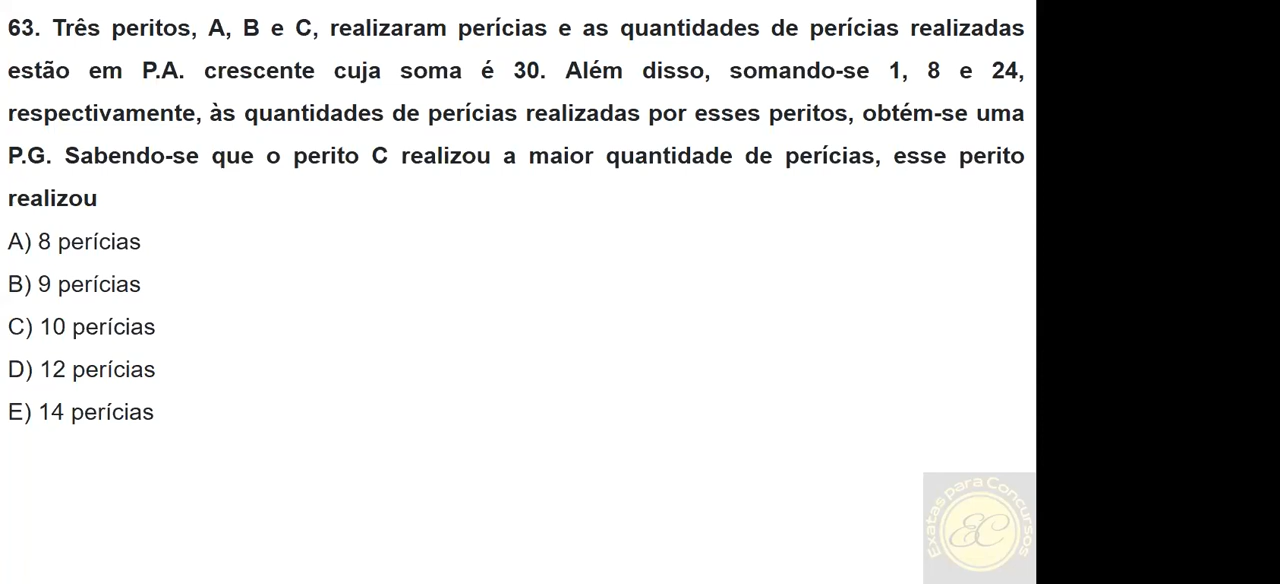 63. Três peritos, A, B e C, realizaram perícias e as quantidades de perícias realizadas
estão em P.A. crescente cuja soma é 30. Além disso, somando-se 1, 8 e 24,
respectivamente, às quantidades de perícias realizadas por esses peritos, obtém-se uma
P.G. Sabendo-se que o perito C realizou a maior quantidade de perícias, esse perito
realizou
A) 8 perícias
B) 9 perícias
C) 10 perícias
D) 12 perícias
E) 14 perícias
Exatas para Concursos
EC